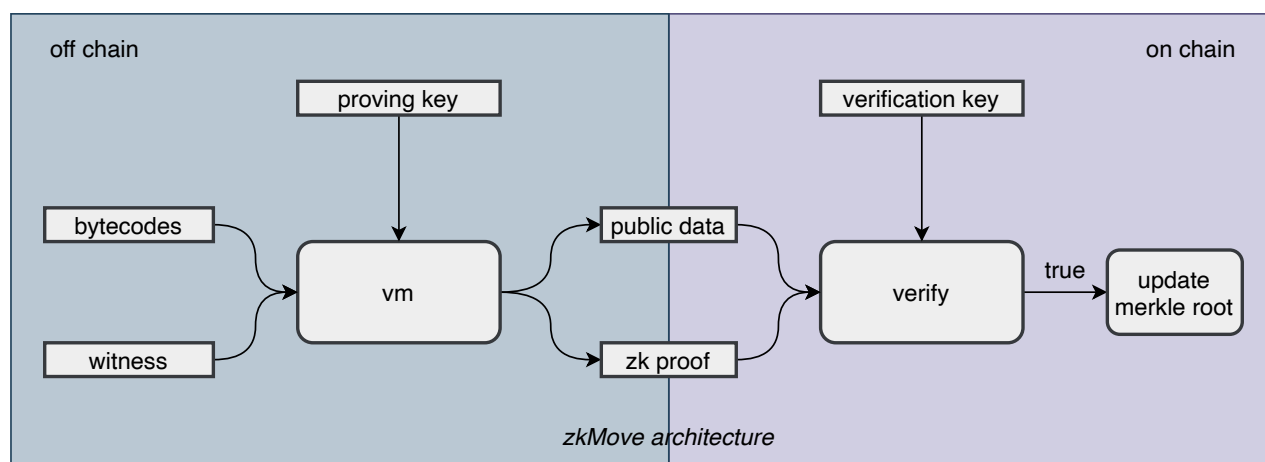 off chain
on chain
proving key
verification key
bytecodes
public data
vm
verify
true
update
merkle root
witness
zk proof
zkMove architecture